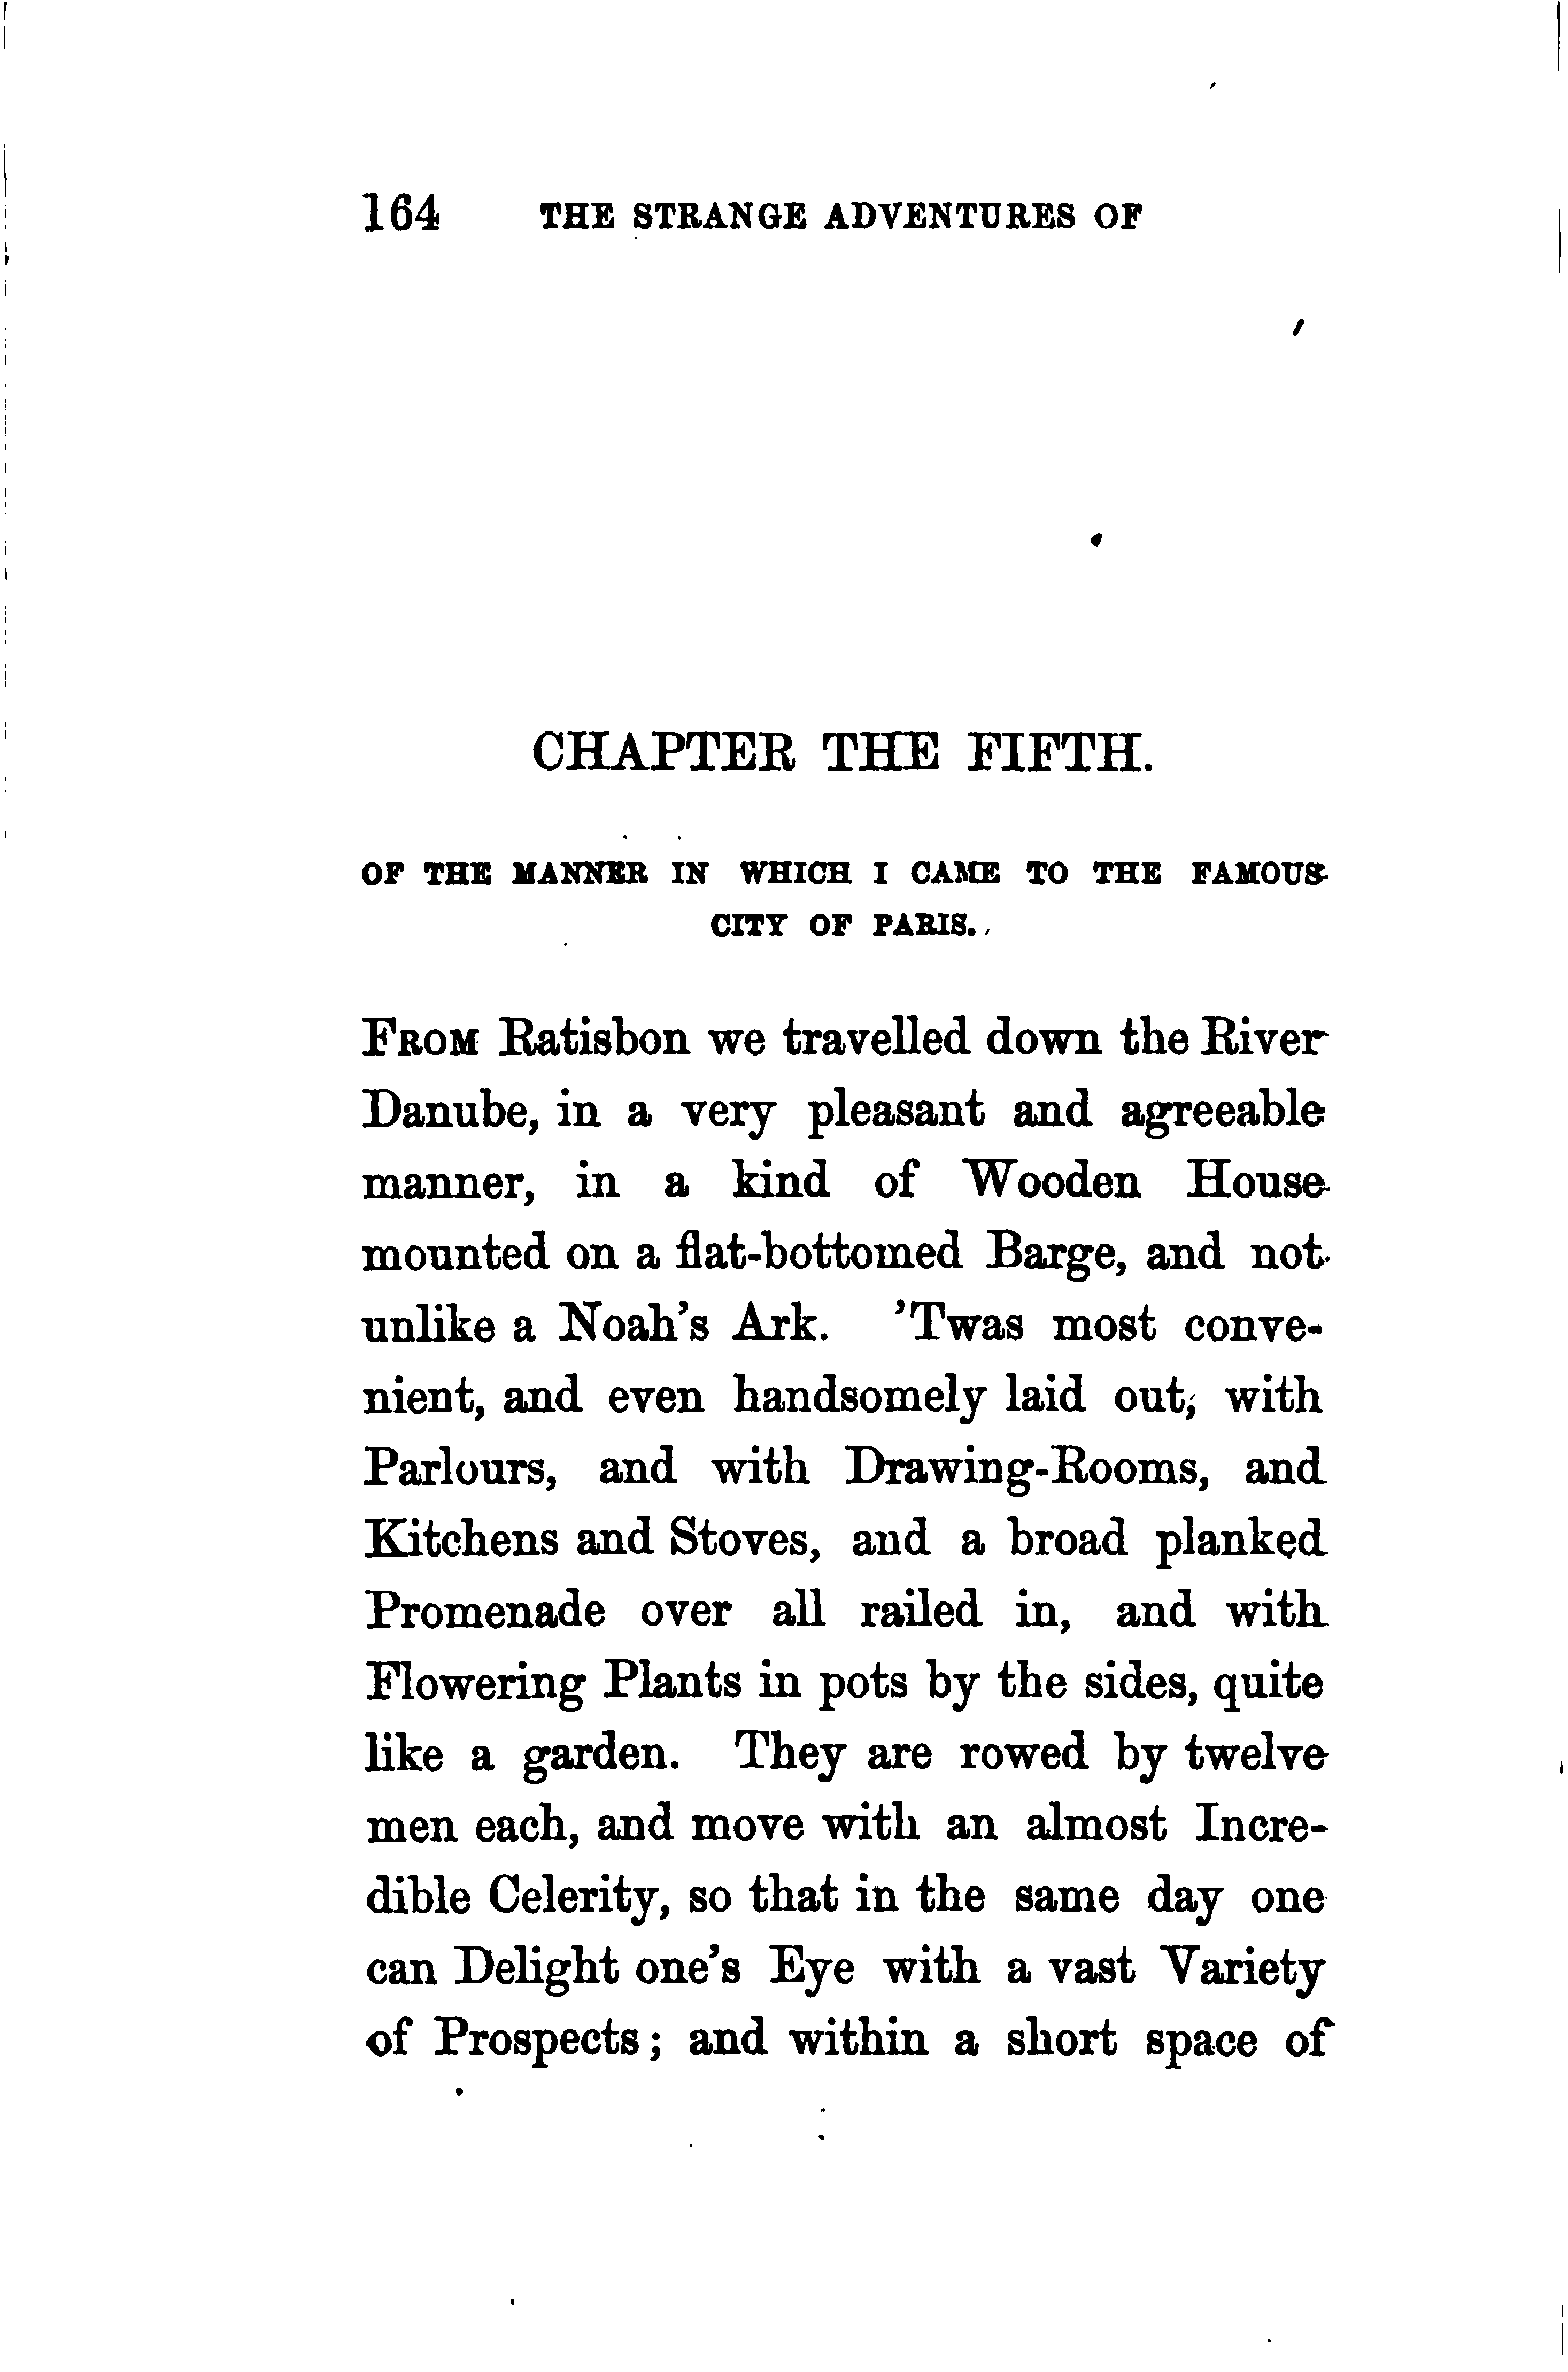 164 THE STRANGE ADVENTURES OF
CHAPTER THE FIFTH.
OF THE MANNER IN WHICH I CAME TO THE FAMOUS
CITY OF PARIS.
FROM Ratisbon we travelled down the River
Danube, in a very pleasant and agreeable
manner, in a kind of Wooden House
mounted on a flat-bottomed Barge, and not
unlike a Noah's Ark. 'Twas most conve-
nient, and even handsomely laid out, with
Parlours, and with Drawing-Rooms, and
Kitchens and Stoves, and a broad planked
Promenade over all railed in, and with
Flowering Plants in pots by the sides, quite
like a garden. They are rowed by twelve
men each, and move with an almost Incre-
dible Celerity, so that in the same day one
can Delight one's Eye with a vast Variety
of Prospects; and within a short space of